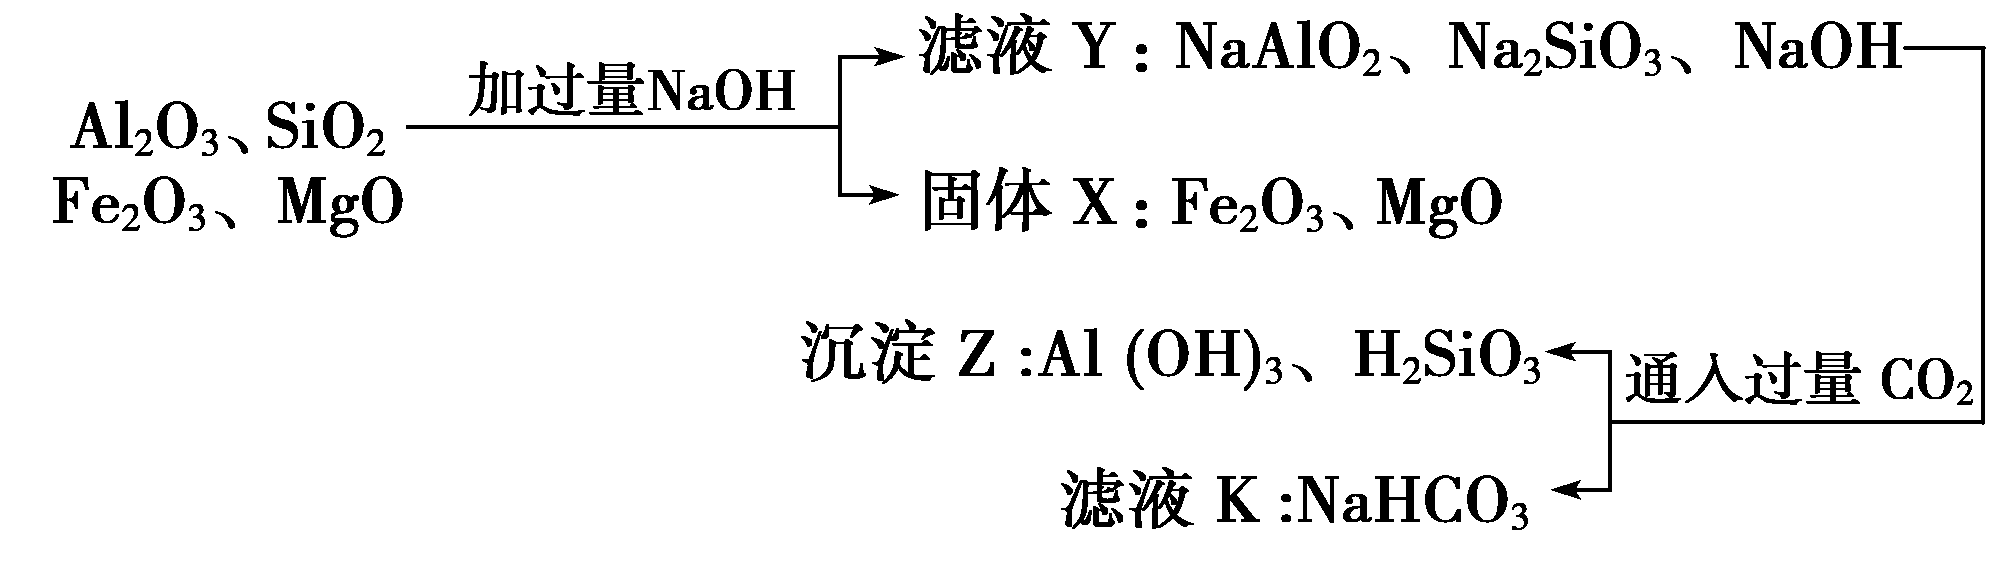 滤液 Y：NaAlO₂、Na₂SiO₃、NaOH
加过量NaOH
Al₂O₃、SiO₂
Fe₂O₃、MgO
固体 X：Fe₂O₃、MgO
沉淀 Z :Al (OH)₃、H₂SiO₃
通入过量 CO₂
滤液 K :NaHCO₃